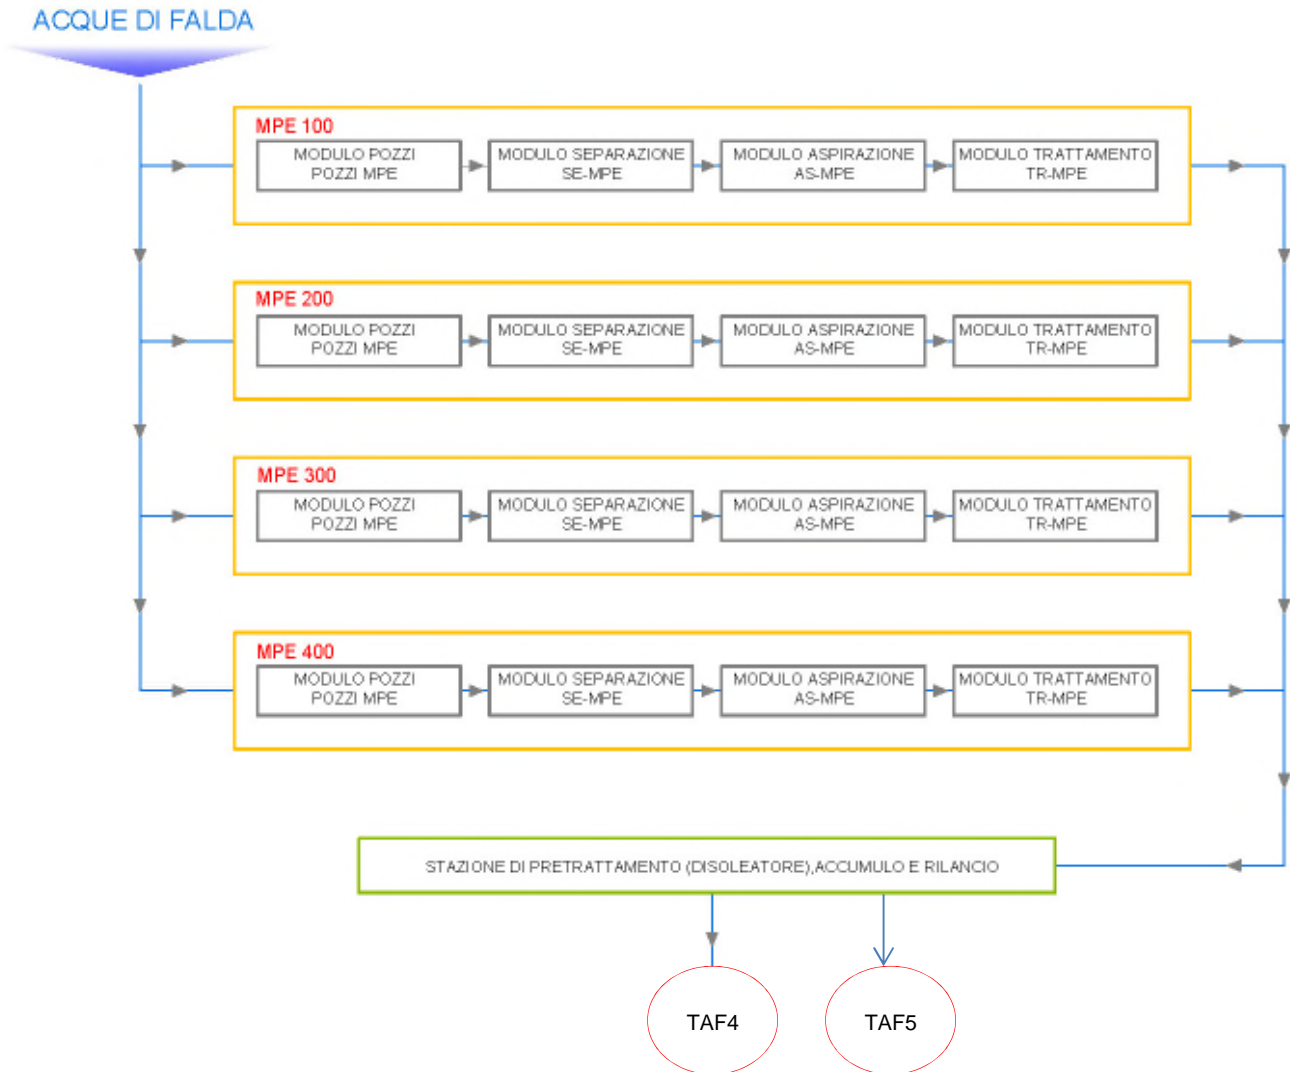 ACQUE DI FALDA
MPE 100
MODULO POZZI
POZZI MPE
MODULO SEPARAZIONE
SE-MPE
MODULO ASPIRAZIONE
AS-MPE
MODULO TRATTAMENTO
TR-MPE
MPE 200
MODULO POZZI
POZZI MPE
MODULO SEPARAZIONE
SE-MPE
MODULO ASPIRAZIONE
AS-MPE
MODULO TRATTAMENTO
TR-MPE
MPE 300
MODULO POZZI
POZZI MPE
MODULO SEPARAZIONE
SE-MPE
MODULO ASPIRAZIONE
AS-MPE
MODULO TRATTAMENTO
TR-MPE
MPE 400
MODULO POZZI
POZZI MPE
MODULO SEPARAZIONE
SE-MPE
MODULO ASPIRAZIONE
AS-MPE
MODULO TRATTAMENTO
TR-MPE
STAZIONE DI PRETRATTAMENTO (DISOLEATORE),ACCUMULO E RILANCIO
TAF4
TAF5